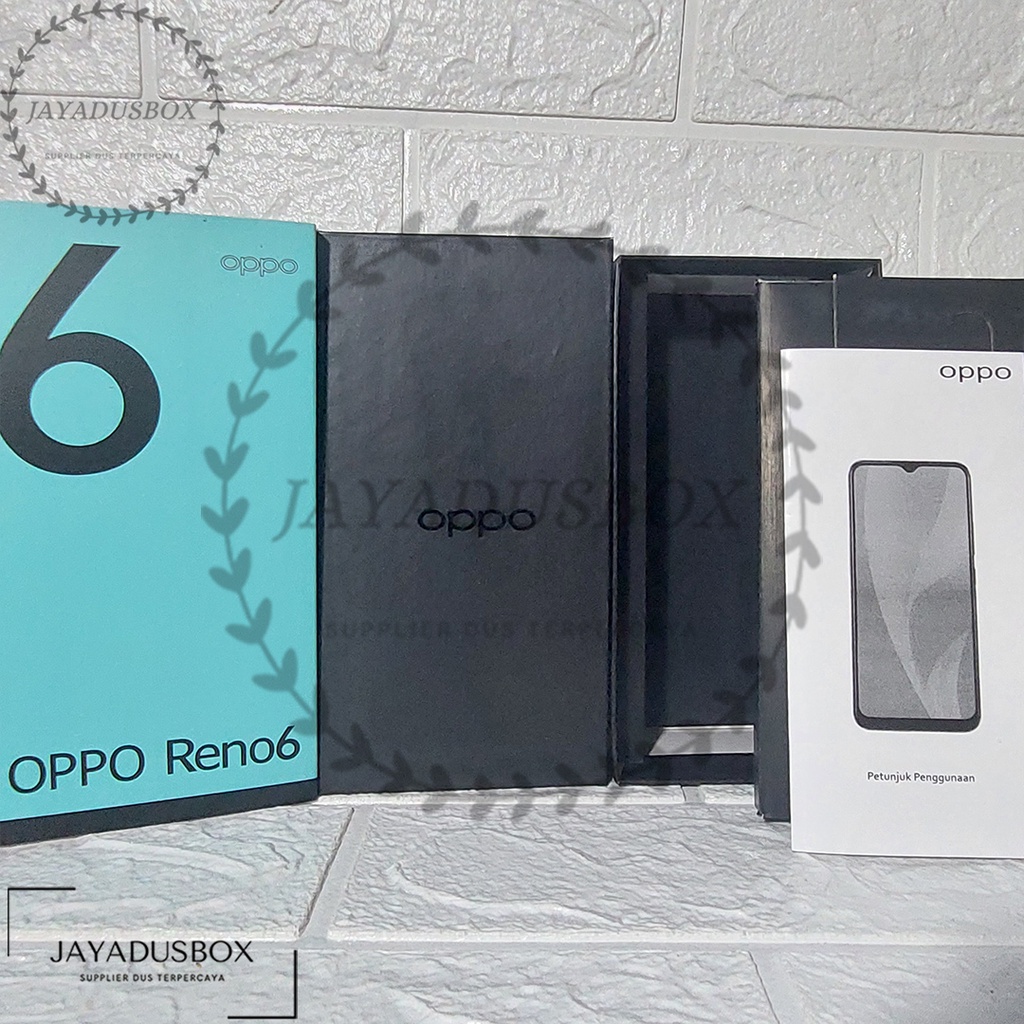 JAYADUSBOX
SUPPLIER DUS TERPERCAYA
6
oppo
OPPO Reno6
oppo
JAYADUSBOX
SUPPLIER DUS TERPERCAYA
oppo
Petunjuk Penggunaan
JAYADUSBOX
SUPPLIER DUS TERPERCAYA